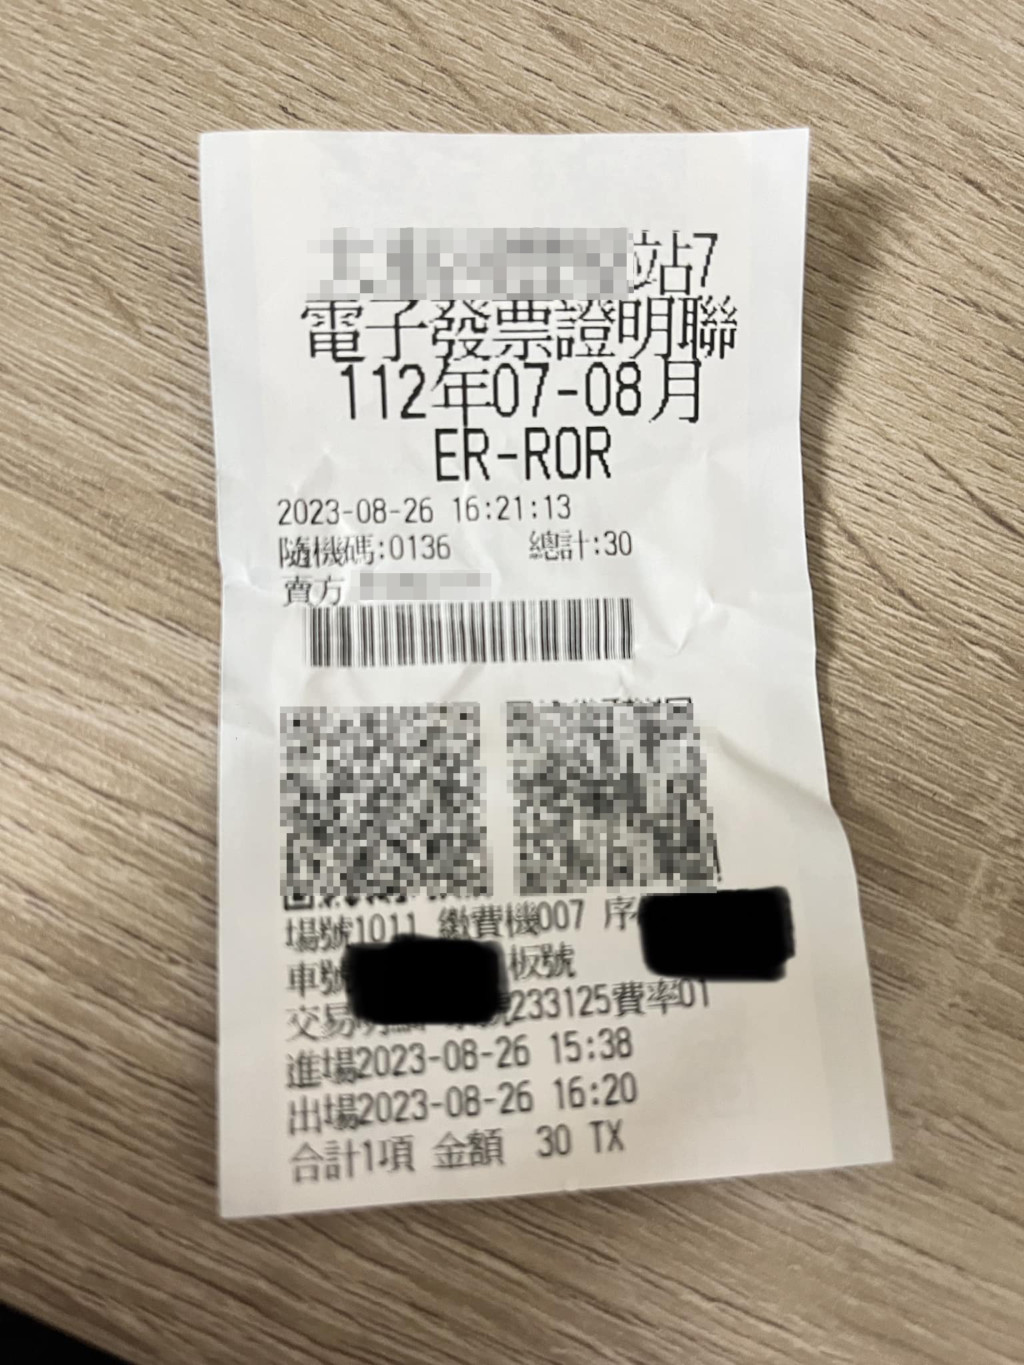 站7
電子發票證明聯
112年07-08月
ER-ROR
2023-08-26 16:21:13
隨機碼:0136 總計:30
賣方
場號1011 繳費機007 序
車號 板號
交易明細 233125費率01
進場2023-08-26 15:38
出場2023-08-26 16:20
合計1項 金額 30 TX